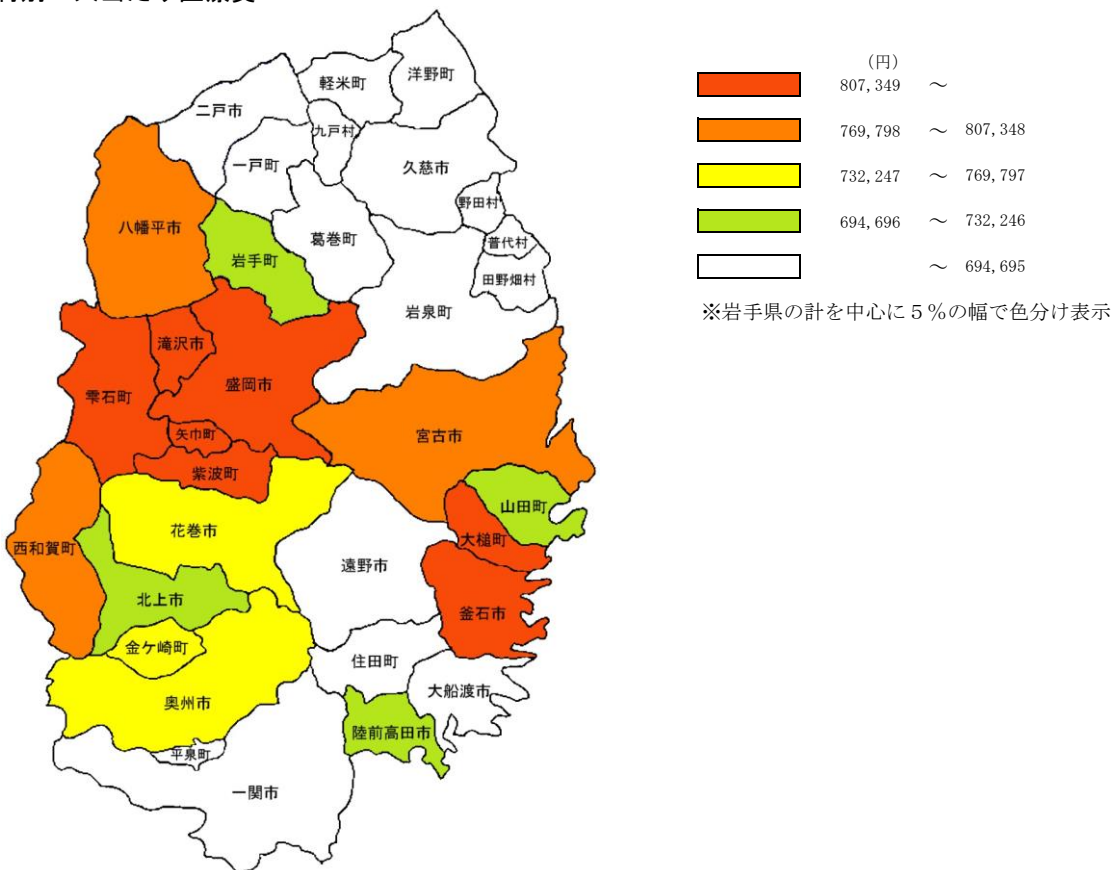 洋野町
軽米町
二戸市
九戸村
一戸町
久慈市
野田村
八幡平市
葛巻町
普代村
岩手町
田野畑村
岩泉町
滝沢市
盛岡市
雫石町
矢巾町
宮古市
紫波町
山田町
花巻市
大槌町
西和賀町
遠野市
北上市
釜石市
金ケ崎町
住田町
大船渡市
奥州市
陸前高田市
平泉町
一関市
(円)
807,349 ～
769,798 ～ 807,348
732,247 ～ 769,797
694,696 ～ 732,246
～ 694,695
※岩手県の計を中心に5%の幅で色分け表示